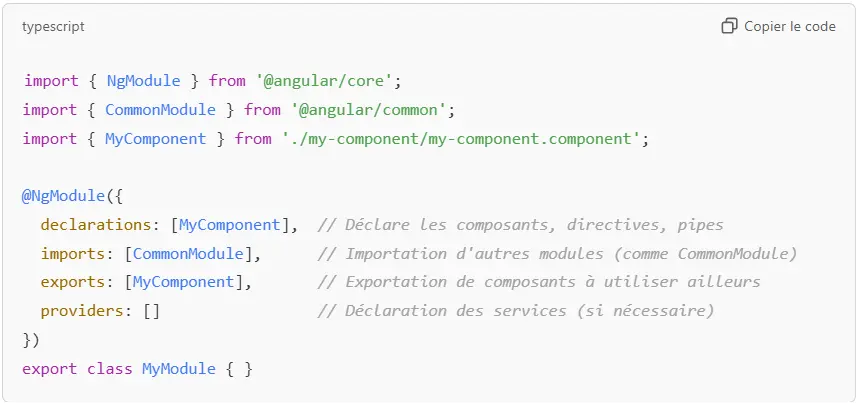 typescript
Copier le code
import { NgModule } from '@angular/core';
import { CommonModule } from '@angular/common';
import { MyComponent } from './my-component/my-component.component';
@NgModule({
  declarations: [MyComponent],  // Déclare les composants, directives, pipes
  imports: [CommonModule],      // Importation d'autres modules (comme CommonModule)
  exports: [MyComponent],       // Exportation de composants à utiliser ailleurs
  providers: []                 // Déclaration des services (si nécessaire)
})
export class MyModule { }